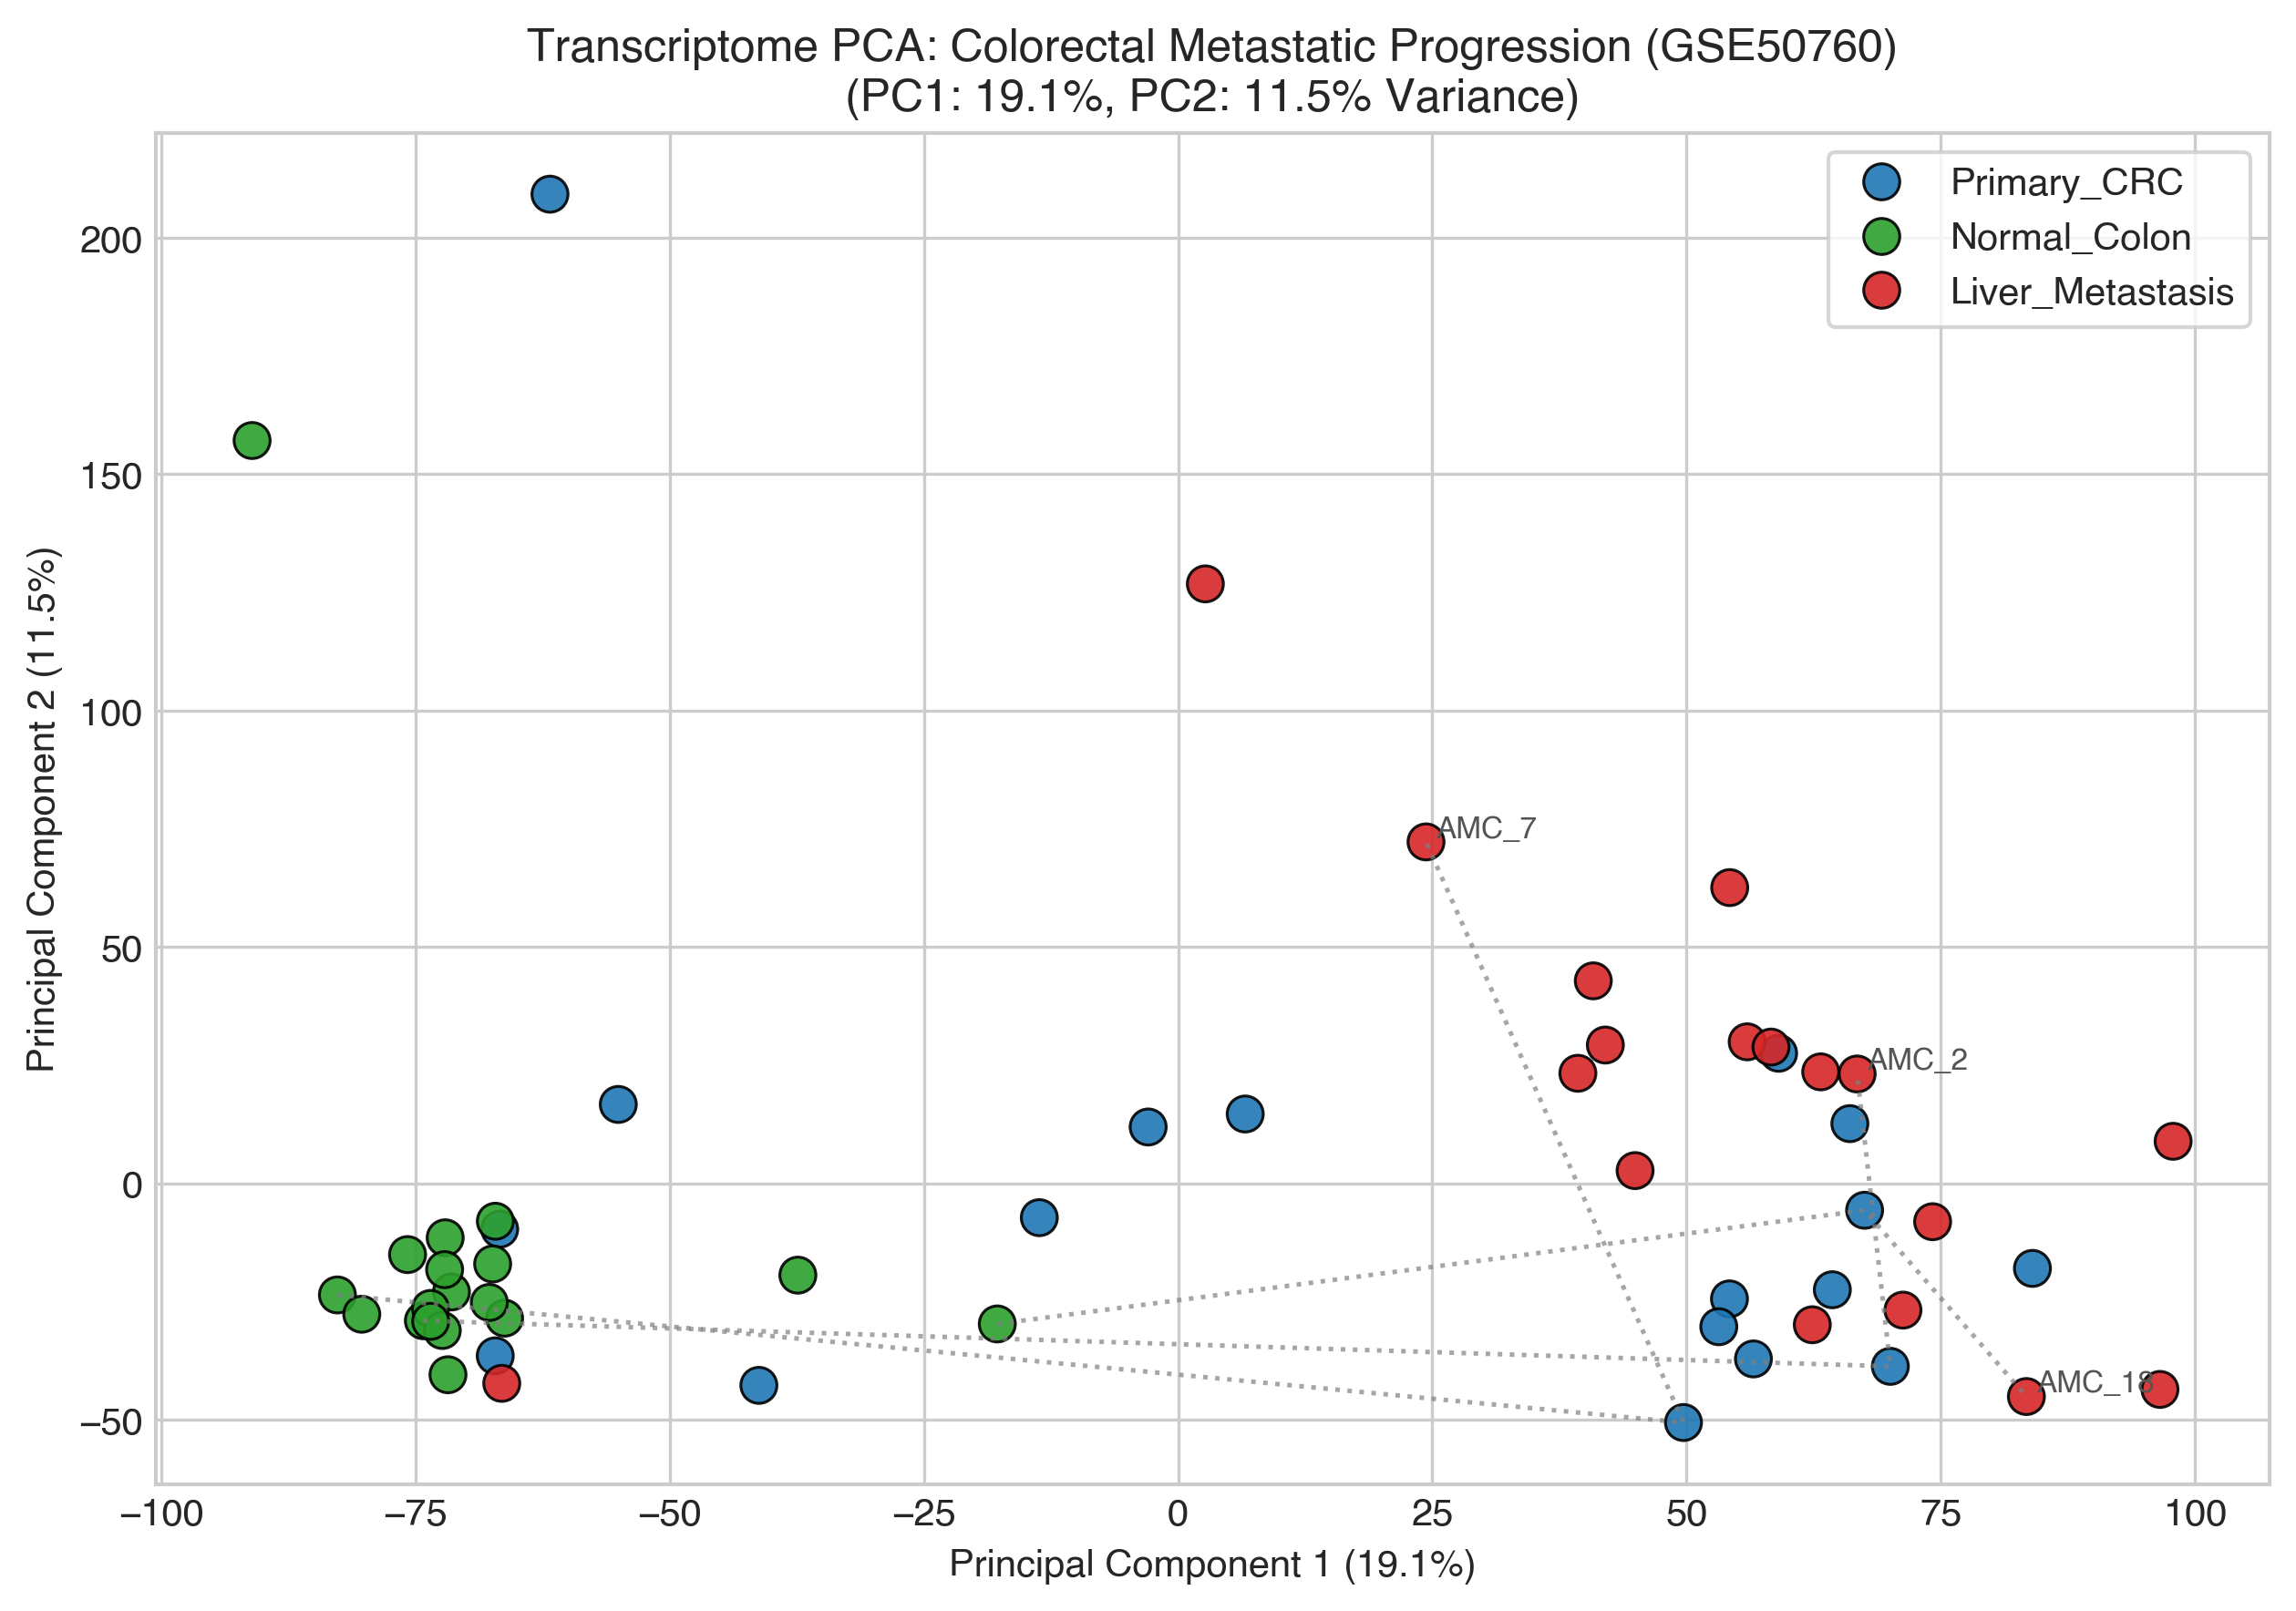 Transcriptome PCA: Colorectal Metastatic Progression (GSE50760)
(PC1: 19.1%, PC2: 11.5% Variance)
Primary_CRC
Normal_Colon
Liver_Metastasis
Principal Component 2 (11.5%)
200
150
100
50
0
−50
AMC_7
AMC_2
AMC_18
−100
−75
−50
−25
0
25
50
75
100
Principal Component 1 (19.1%)